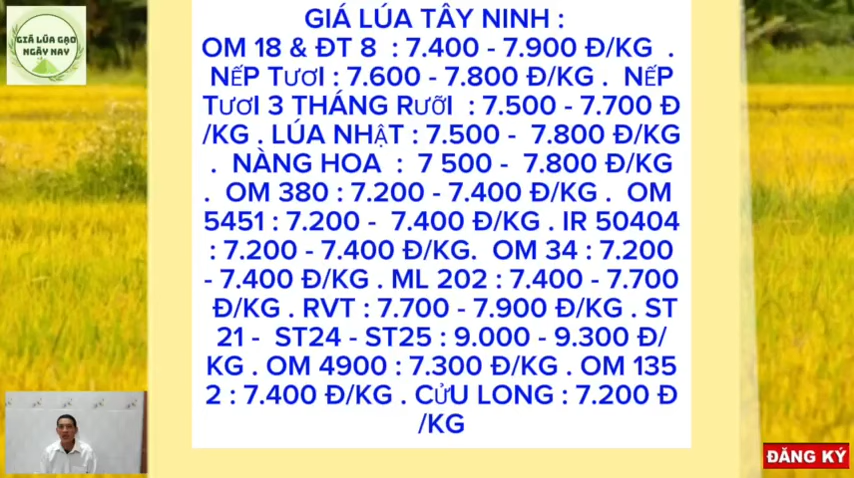 GIÁ LÚA GẠO
NGÀY NAY
GIÁ LÚA TÂY NINH :
OM 18 & ĐT 8 : 7.400 - 7.900 Đ/KG .
NẾP TƯƠI : 7.600 - 7.800 Đ/KG . NẾP
TƯƠI 3 THÁNG RƯỠI : 7.500 - 7.700 Đ
/KG . LÚA NHẬT : 7.500 - 7.800 Đ/KG
. NÀNG HOA : 7 500 - 7.800 Đ/KG
. OM 380 : 7.200 - 7.400 Đ/KG . OM
5451 : 7.200 - 7.400 Đ/KG . IR 50404
: 7.200 - 7.400 Đ/KG. OM 34 : 7.200
- 7.400 Đ/KG . ML 202 : 7.400 - 7.700
Đ/KG . RVT : 7.700 - 7.900 Đ/KG . ST
21 - ST24 - ST25 : 9.000 - 9.300 Đ/
KG . OM 4900 : 7.300 Đ/KG . OM 135
2 : 7.400 Đ/KG . CỬU LONG : 7.200 Đ
/KG
ĐĂNG KÝ